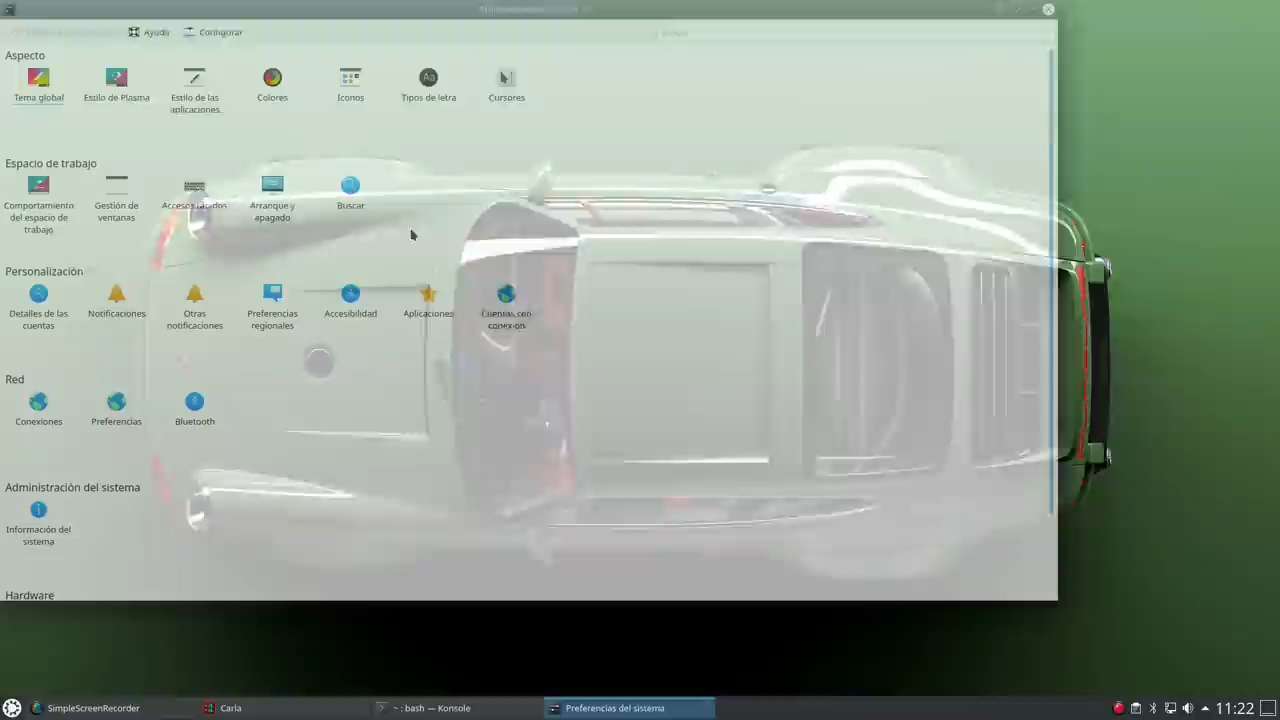 Ayuda
Configurar
Aspecto
Tema global
Estilo de Plasma
Estilo de las
aplicaciones
Colores
Iconos
Tipos de letra
Cursores
Espacio de trabajo
Comportamiento
del espacio de
trabajo
Gestión de
ventanas
Accesos rápidos
Arranque y
apagado
Buscar
Personalización
Detalles de las
cuentas
Notificaciones
Otras
notificaciones
Preferencias
regionales
Accesibilidad
Aplicaciones
Cuentas con
conexión
Red
Conexiones
Preferencias
Bluetooth
Administración del sistema
Información del
sistema
Hardware
SimpleScreenRecorder
Carla
~ : bash — Konsole
Preferencias del sistema
11:22